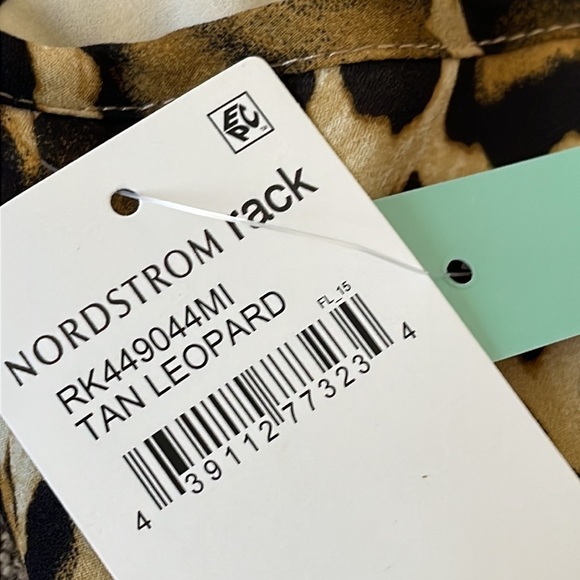 EPC
NORDSTROM rack
RK449044MI
TAN LEOPARD
FL_15
4 39112 77323 4